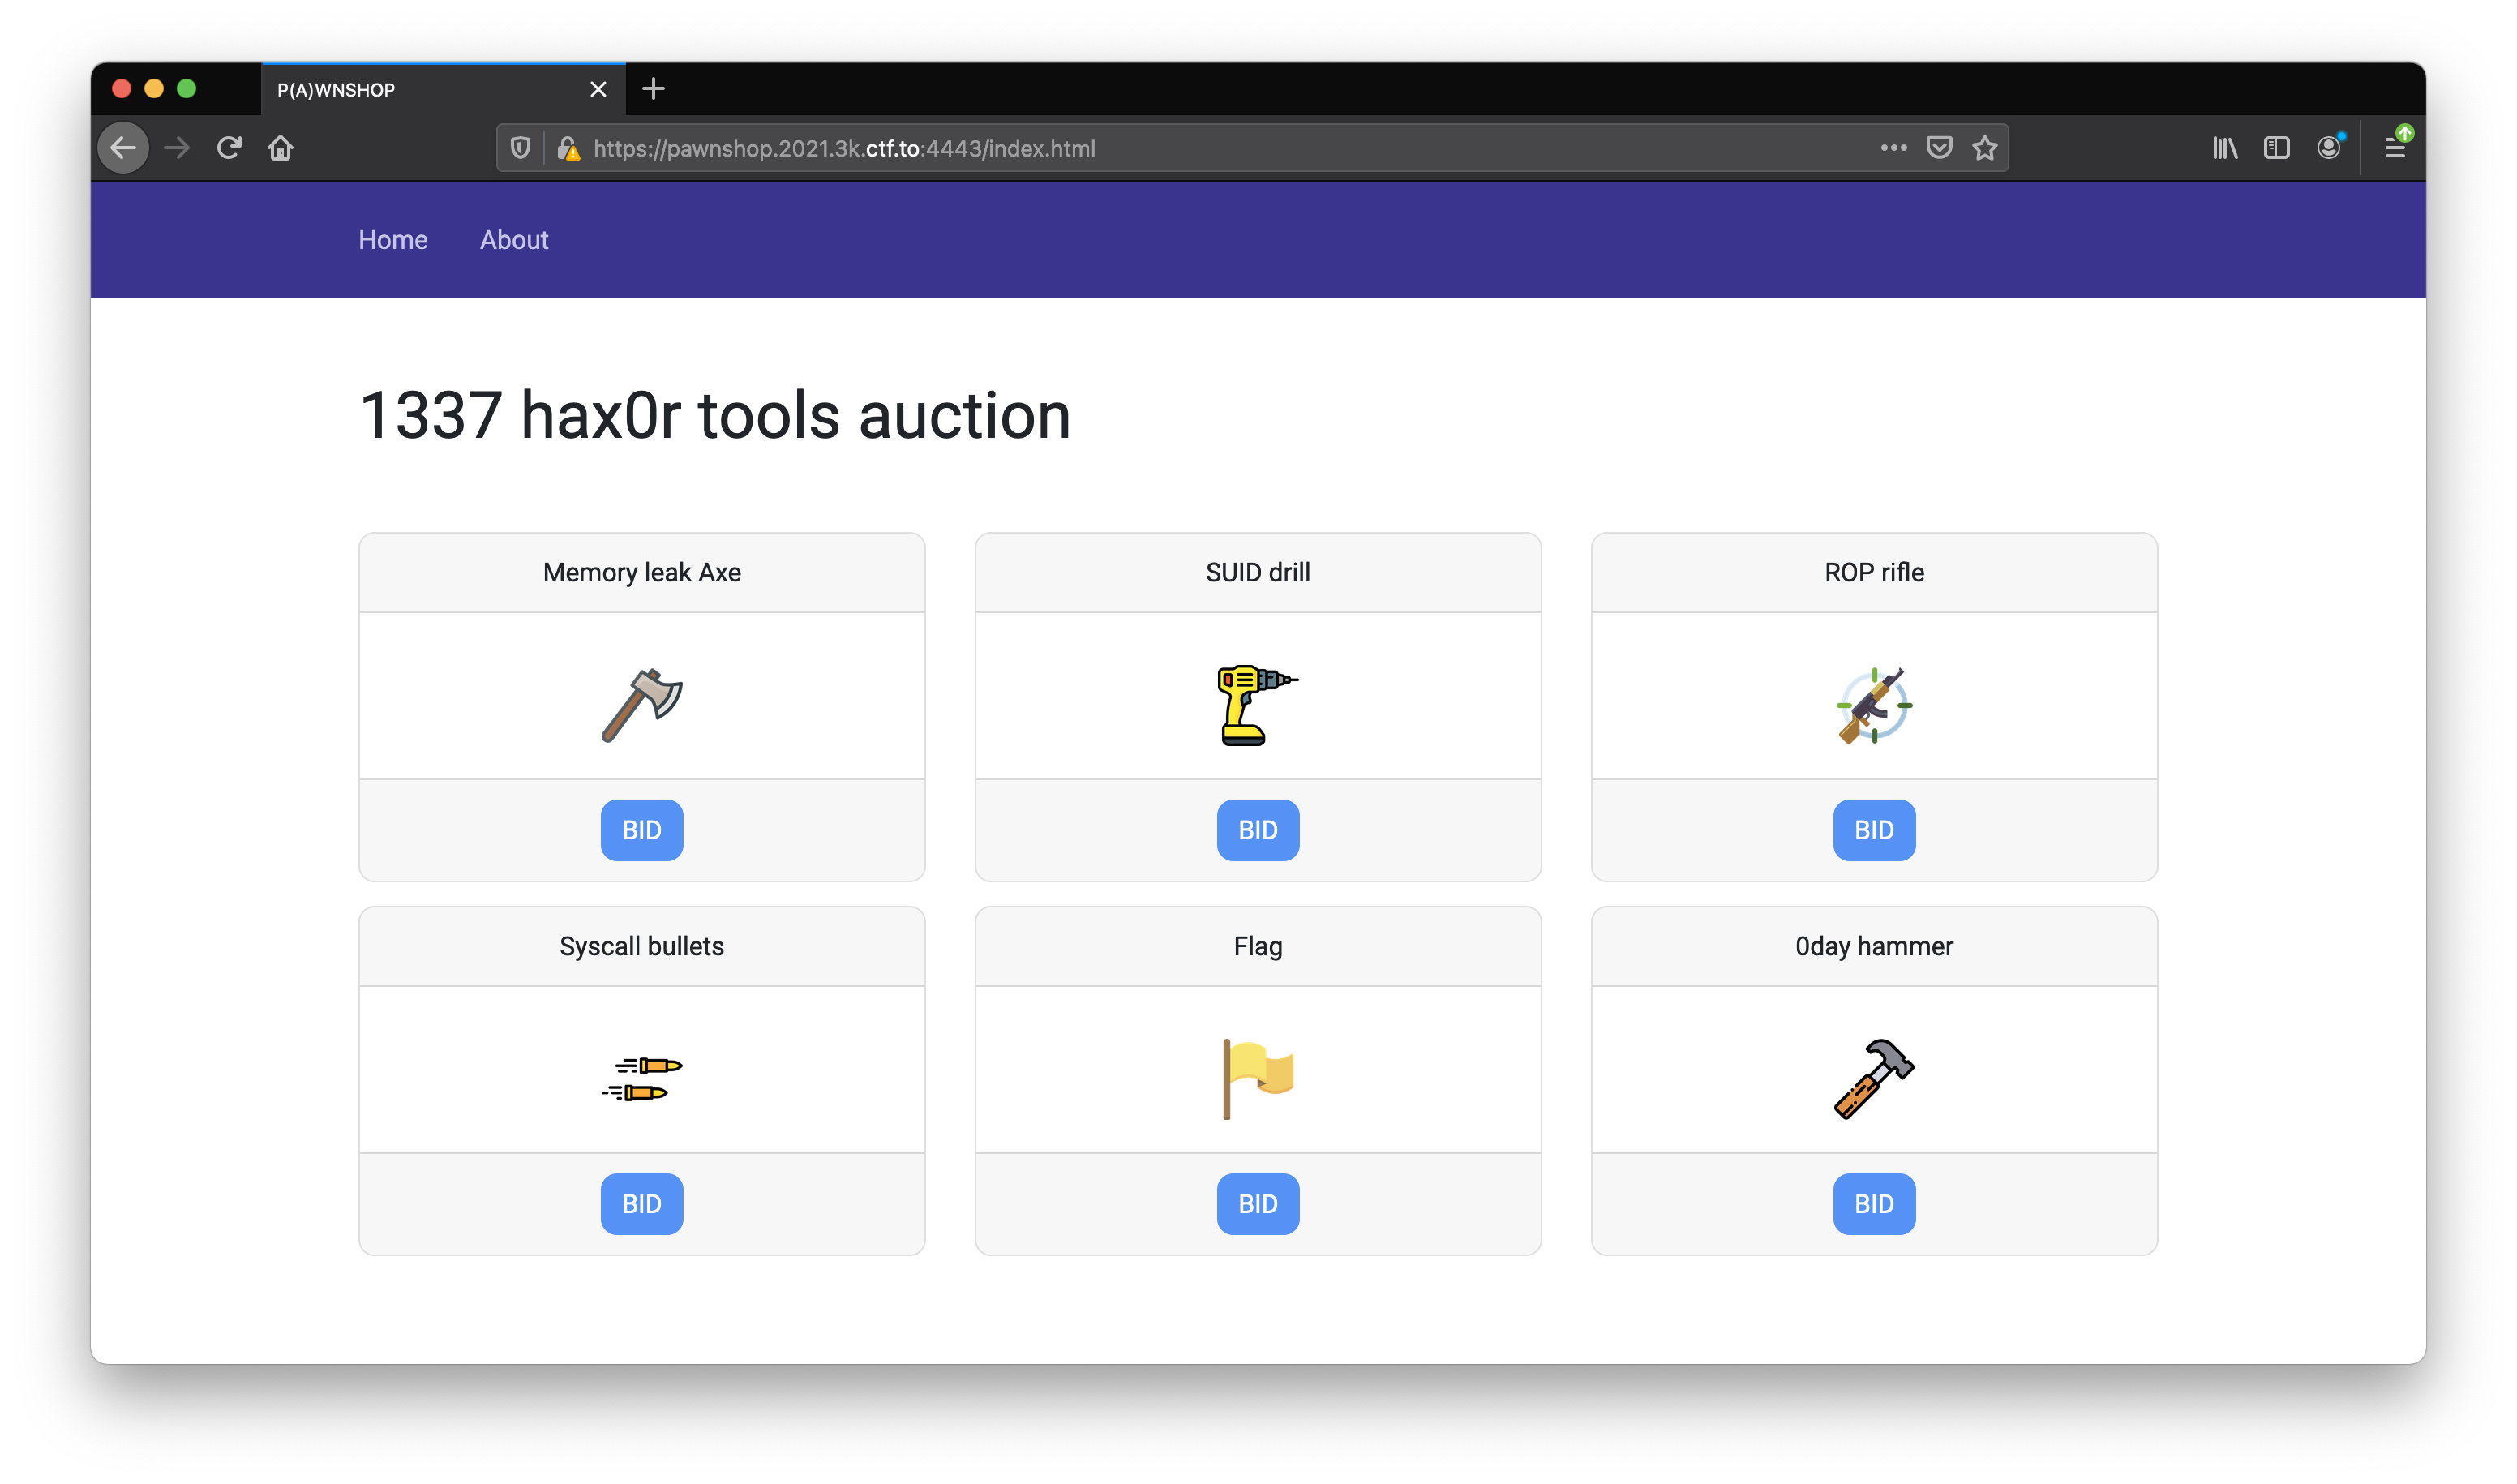 P(A)WNSHOP
https://pawnshop.2021.3k.ctf.to:4443/index.html
Home About
1337 hax0r tools auction
Memory leak Axe SUID drill ROP rifle
BID BID BID
Syscall bullets Flag 0day hammer
BID BID BID